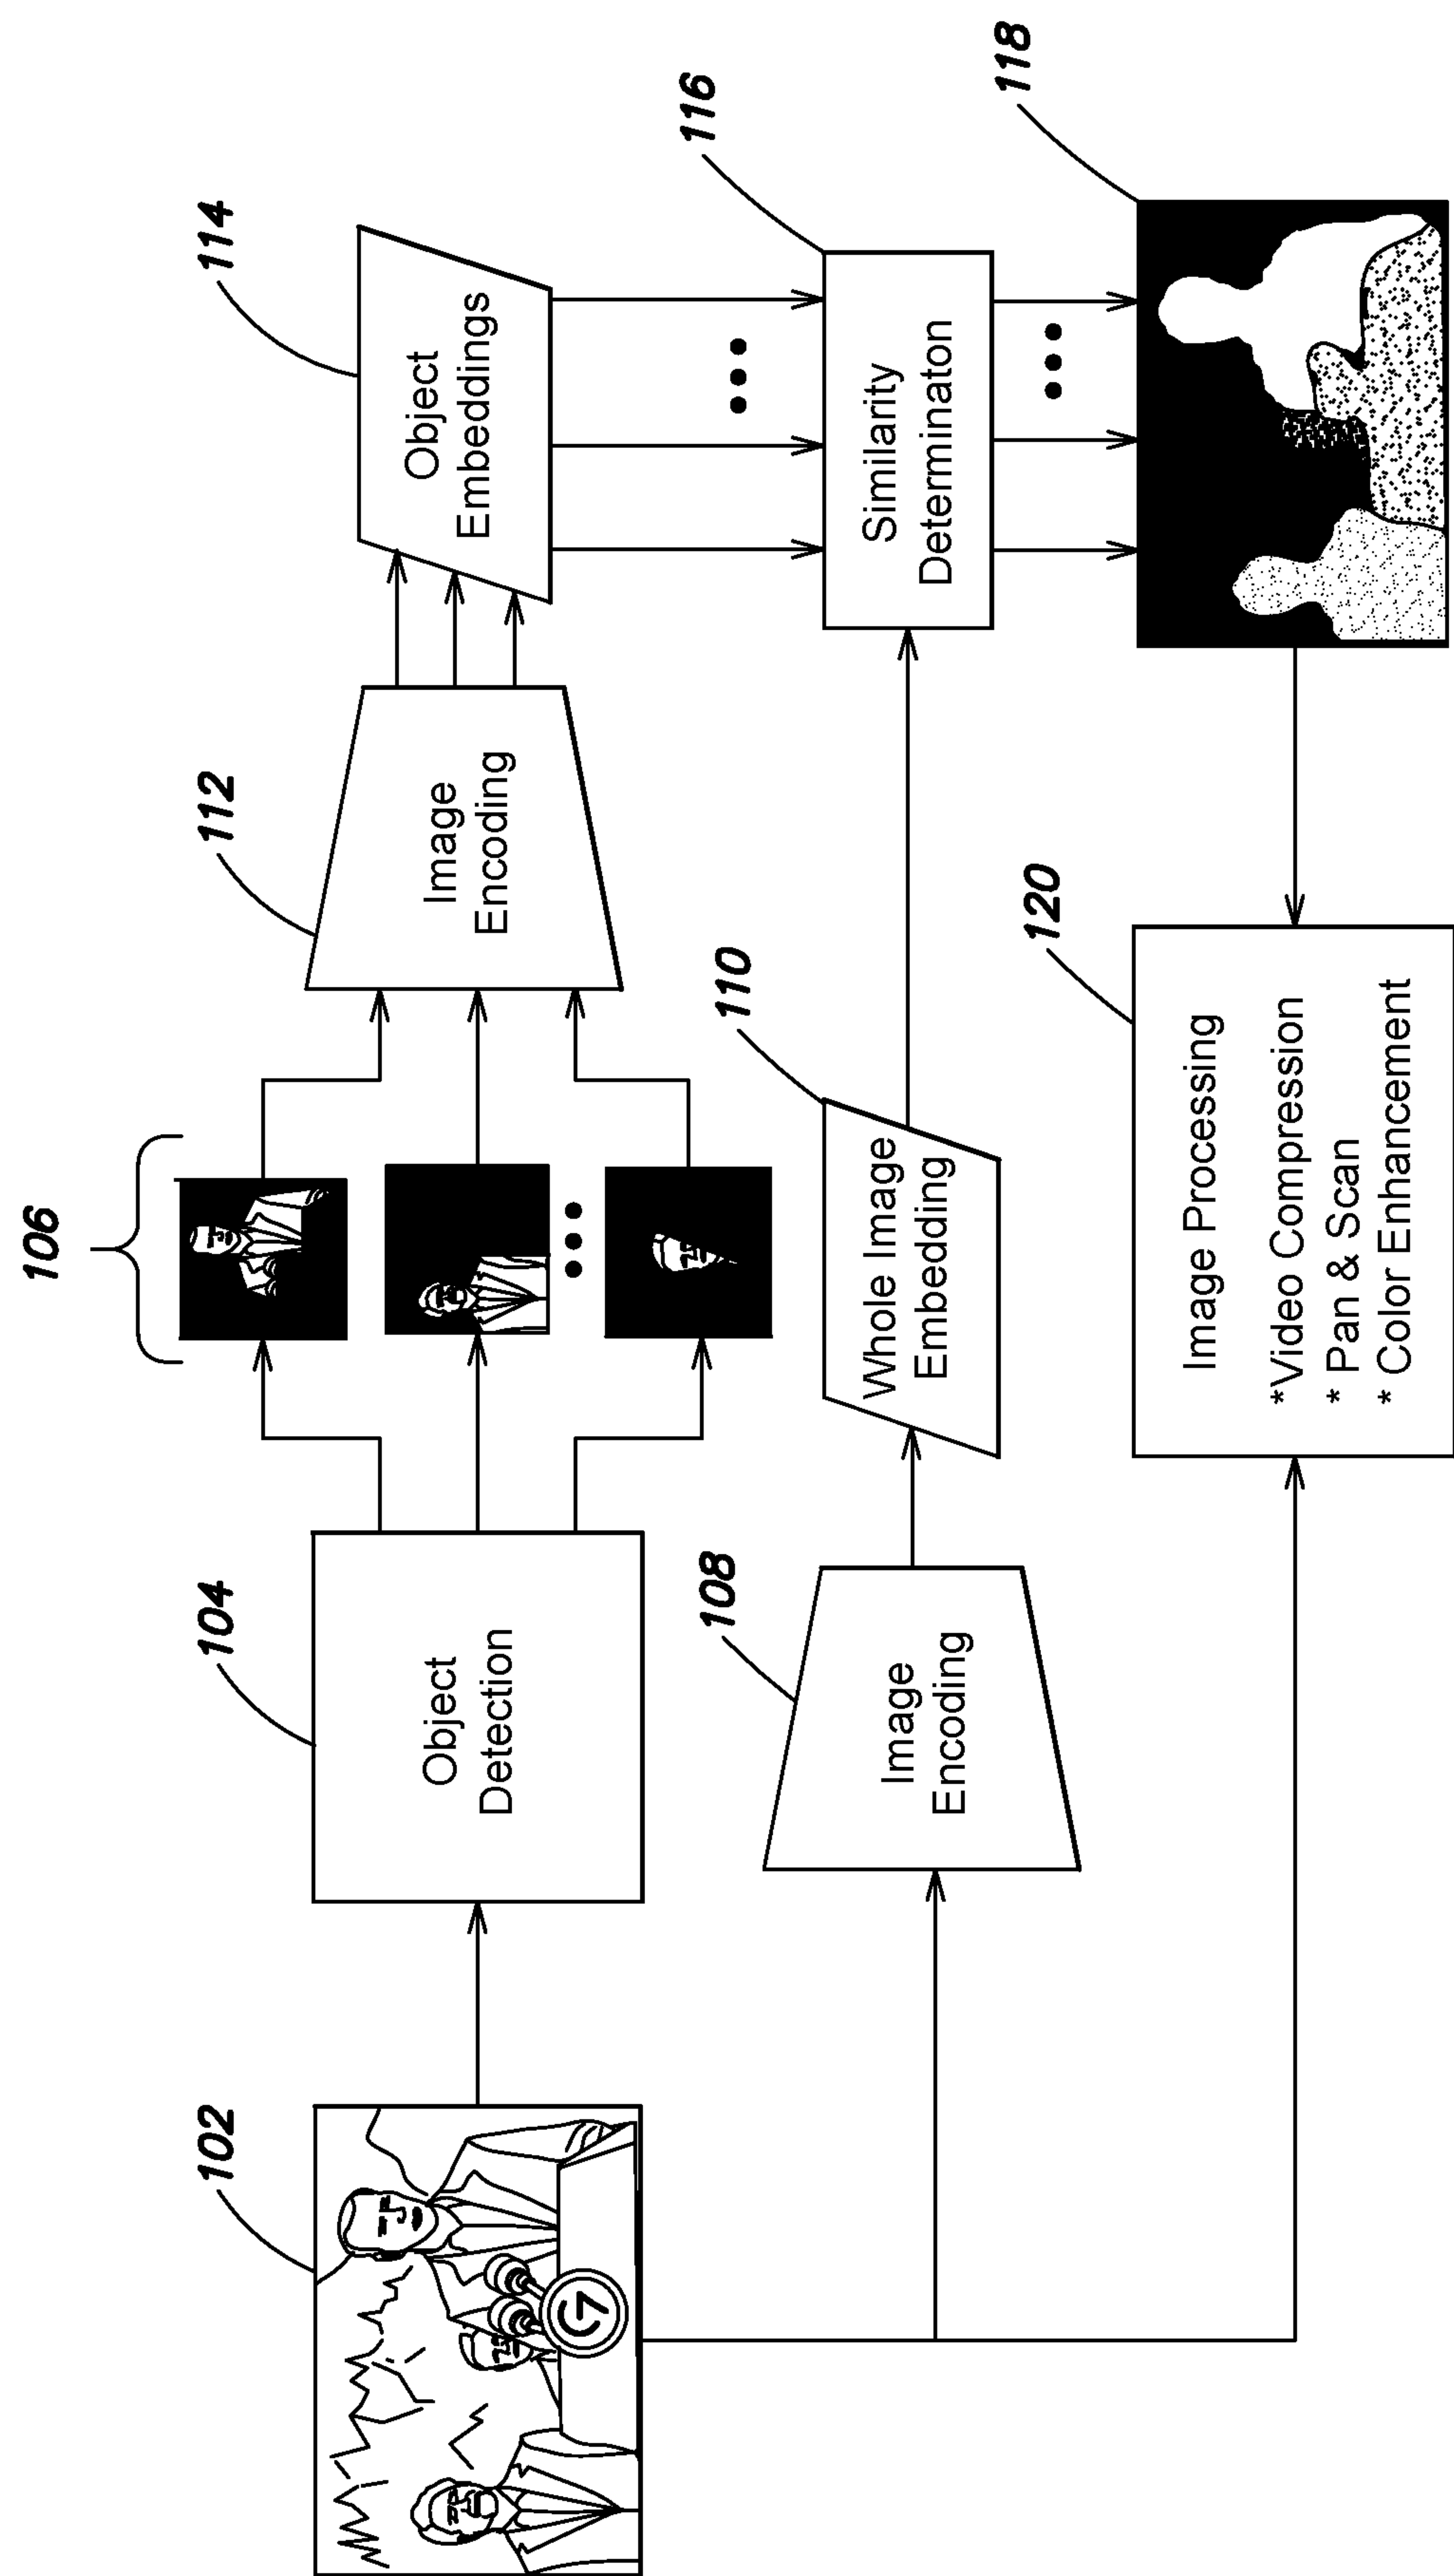 106
102
104
112
114
Object
Detection
Image
Encoding
Object
Embeddings
108
110
116
Image
Encoding
Whole Image
Embedding
Similarity
Determinaton
G7
120
118
Image Processing
*Video Compression
* Pan & Scan
* Color Enhancement